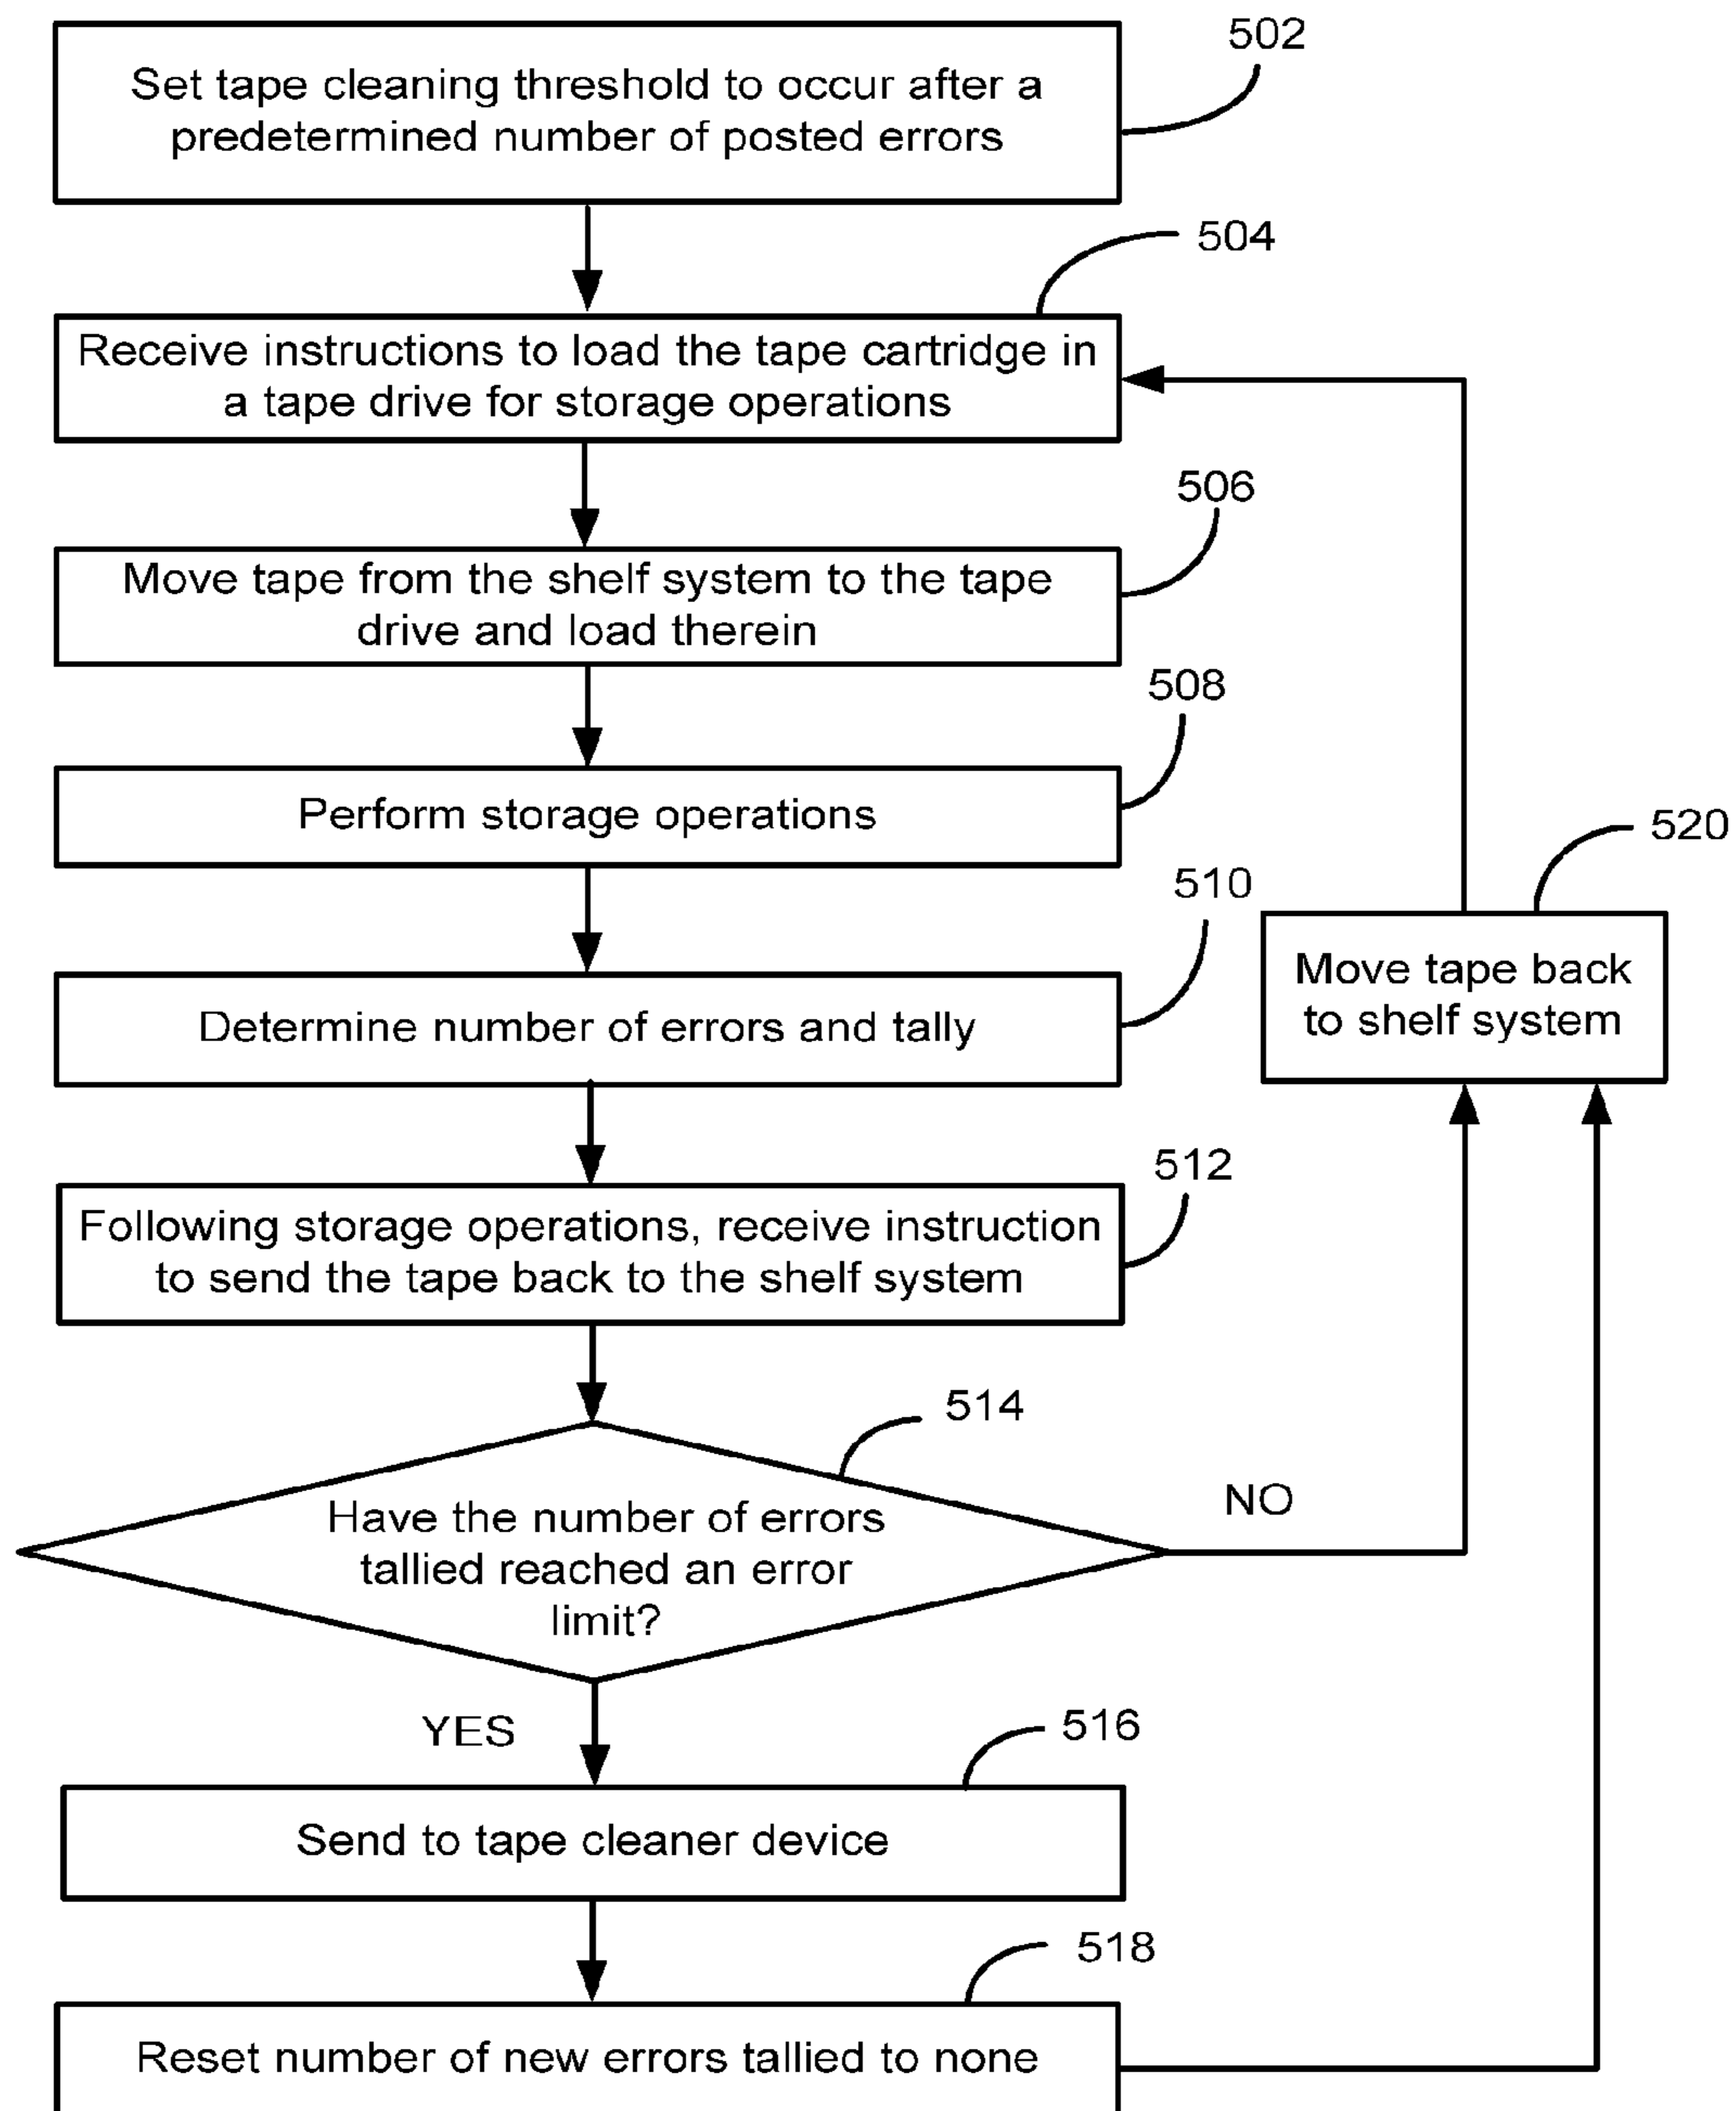 502
Set tape cleaning threshold to occur after a
predetermined number of posted errors
504
Receive instructions to load the tape cartridge in
a tape drive for storage operations
506
Move tape from the shelf system to the tape
drive and load therein
508
Perform storage operations
520
510
Move tape back
to shelf system
Determine number of errors and tally
512
Following storage operations, receive instruction
to send the tape back to the shelf system
514
NO
Have the number of errors
tallied reached an error
limit?
YES
516
Send to tape cleaner device
518
Reset number of new errors tallied to none